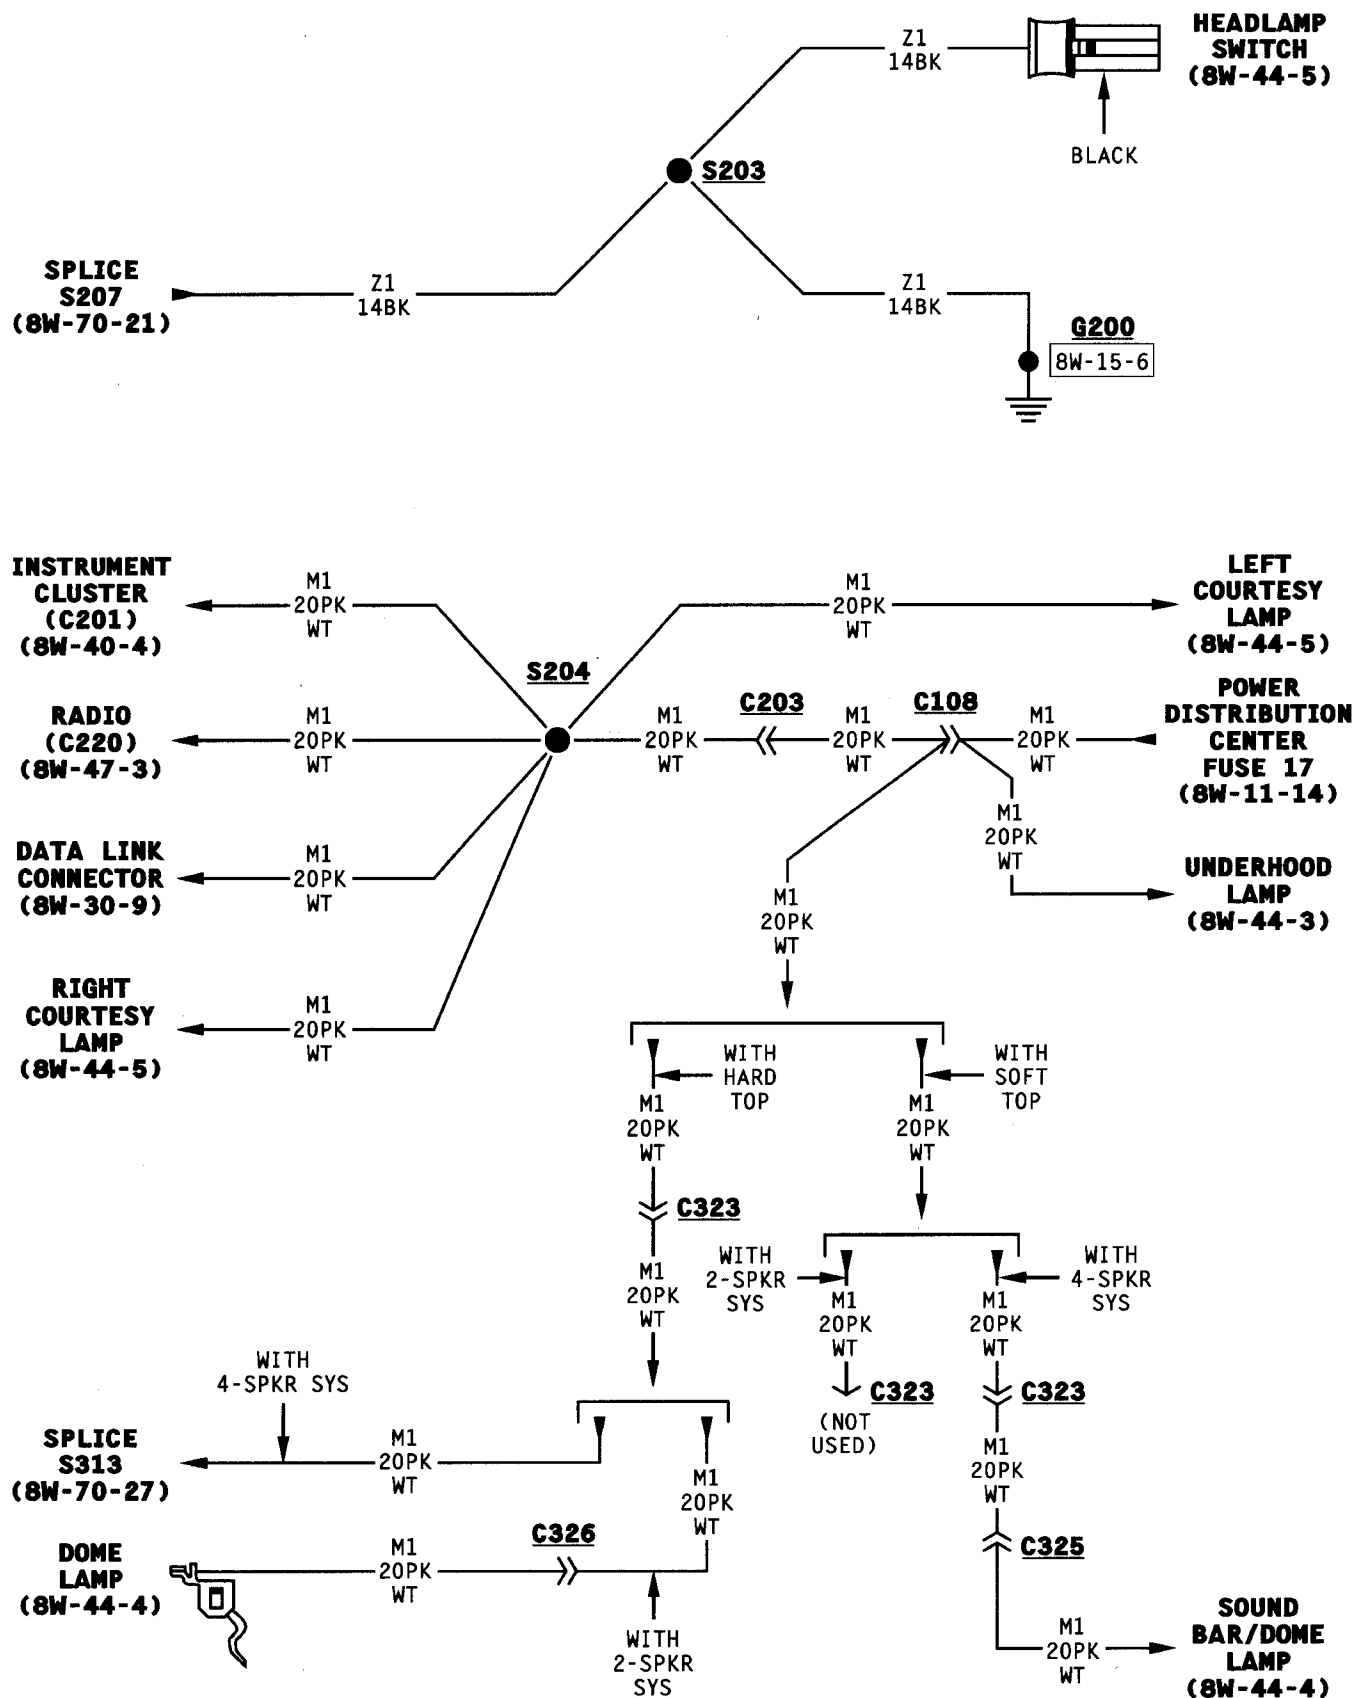 HEADLAMP
SWITCH
(8W-44-5)
Z1
14BK
BLACK
S203
SPLICE
S207
(8W-70-21)
Z1
14BK
Z1
14BK
G200
8W-15-6
INSTRUMENT
CLUSTER
(C201)
(8W-40-4)
M1
20PK
WT
M1
20PK
WT
LEFT
COURTESY
LAMP
(8W-44-5)
S204
RADIO
(C220)
(8W-47-3)
M1
20PK
WT
M1
20PK
WT
C203
M1
20PK
WT
C108
M1
20PK
WT
POWER
DISTRIBUTION
CENTER
FUSE 17
(8W-11-14)
DATA LINK
CONNECTOR
(8W-30-9)
M1
20PK
WT
M1
20PK
WT
UNDERHOOD
LAMP
(8W-44-3)
M1
20PK
WT
RIGHT
COURTESY
LAMP
(8W-44-5)
M1
20PK
WT
WITH
HARD
TOP
WITH
SOFT
TOP
M1
20PK
WT
M1
20PK
WT
C323
M1
20PK
WT
WITH
2-SPKR
SYS
WITH
4-SPKR
SYS
M1
20PK
WT
M1
20PK
WT
C323
(NOT
USED)
C323
WITH
4-SPKR SYS
SPLICE
S313
(8W-70-27)
M1
20PK
WT
M1
20PK
WT
M1
20PK
WT
C326
C325
DOME
LAMP
(8W-44-4)
M1
20PK
WT
WITH
2-SPKR
SYS
M1
20PK
WT
SOUND
BAR/DOME
LAMP
(8W-44-4)